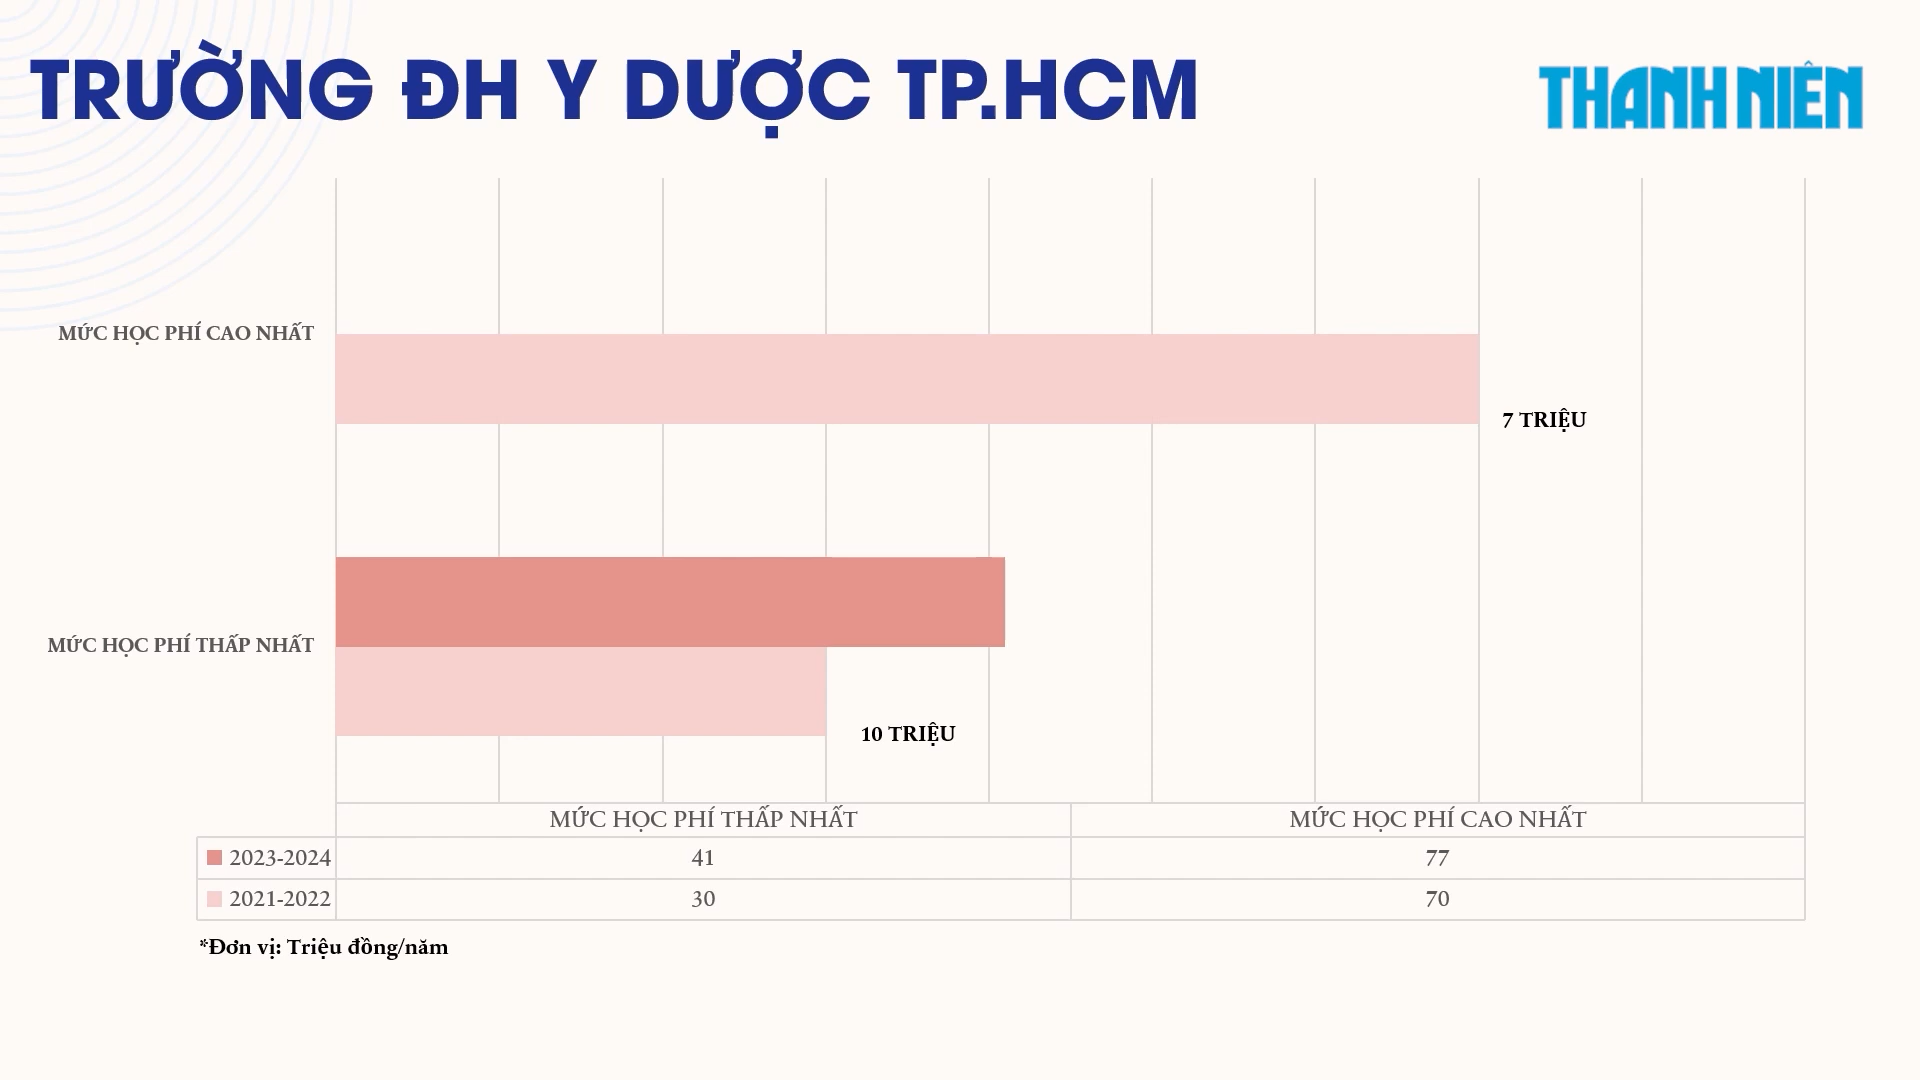 TRƯỜNG ĐH Y DƯỢC TP.HCM
THANH NIÊN
MỨC HỌC PHÍ CAO NHẤT
7 TRIỆU
MỨC HỌC PHÍ THẤP NHẤT
10 TRIỆU
MỨC HỌC PHÍ THẤP NHẤT MỨC HỌC PHÍ CAO NHẤT
2023-2024 41 77
2021-2022 30 70
*Đơn vị: Triệu đồng/năm